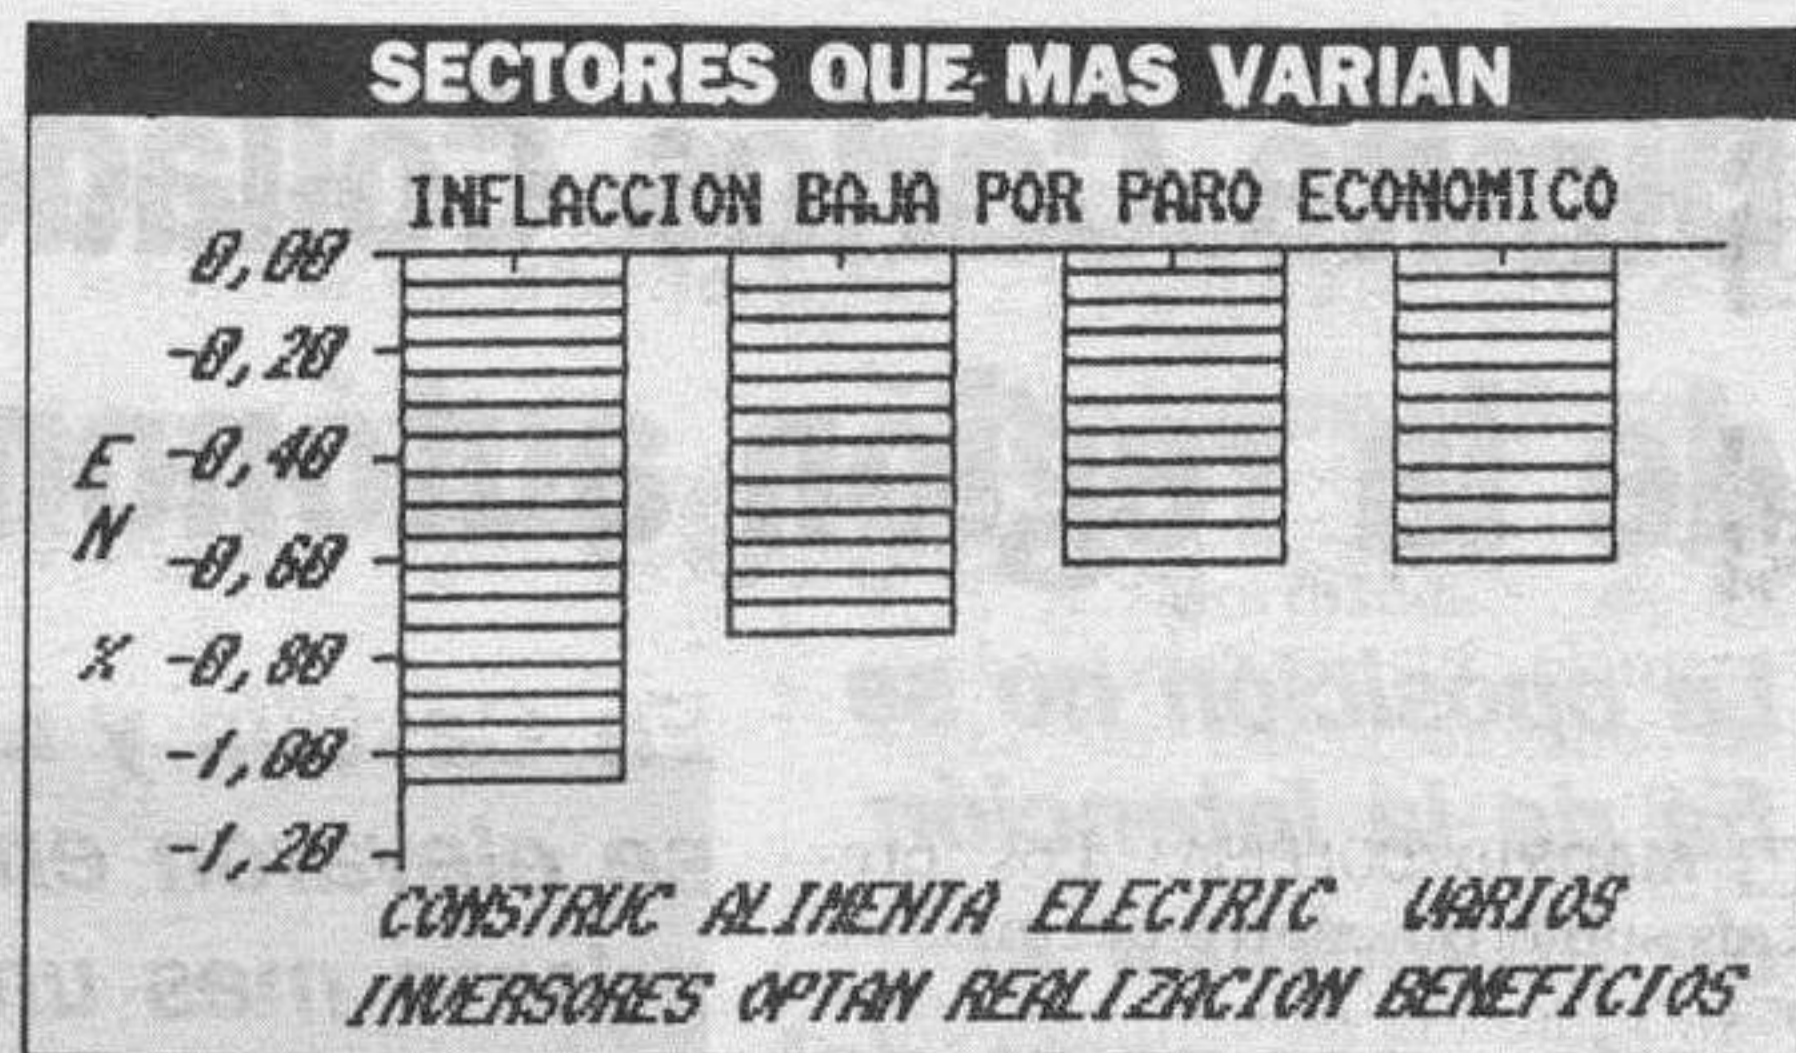 SECTORES QUE MAS VARIAN
INFLACCION BAJA POR PARO ECONOMICO
0,00
-0,20
-0,40
-0,60
-0,80
-1,00
-1,20
EN %
CONSTRUC ALIMENTA ELECTRIC VARIOS
INVERSORES OPTAN REALIZACION BENEFICIOS